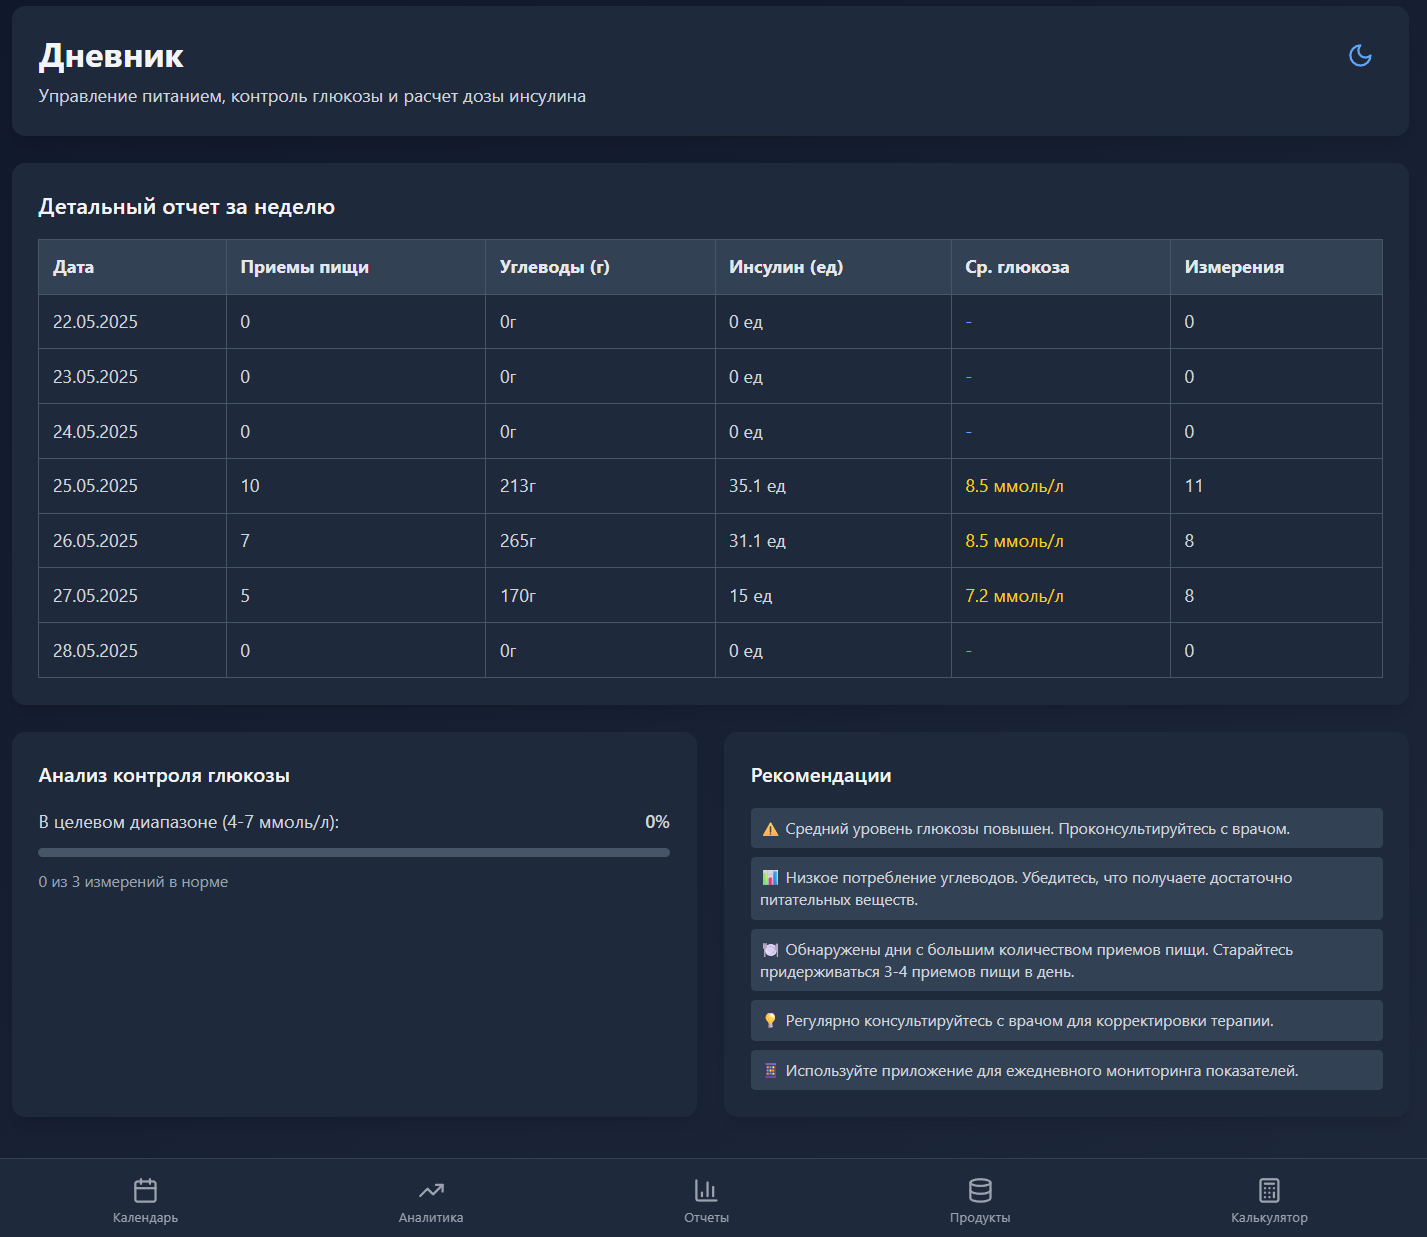 Дневник
Управление питанием, контроль глюкозы и расчет дозы инсулина
Детальный отчет за неделю
Дата Приемы пищи Углеводы (г) Инсулин (ед) Ср. глюкоза Измерения
22.05.2025 0 0г 0 ед - 0
23.05.2025 0 0г 0 ед - 0
24.05.2025 0 0г 0 ед - 0
25.05.2025 10 213г 35.1 ед 8.5 ммоль/л 11
26.05.2025 7 265г 31.1 ед 8.5 ммоль/л 8
27.05.2025 5 170г 15 ед 7.2 ммоль/л 8
28.05.2025 0 0г 0 ед - 0
Анализ контроля глюкозы
В целевом диапазоне (4-7 ммоль/л): 0%
0 из 3 измерений в норме
Рекомендации
⚠️ Средний уровень глюкозы повышен. Проконсультируйтесь с врачом.
📊 Низкое потребление углеводов. Убедитесь, что получаете достаточно
питательных веществ.
🍽️ Обнаружены дни с большим количеством приемов пищи. Старайтесь
придерживаться 3-4 приемов пищи в день.
💡 Регулярно консультируйтесь с врачом для корректировки терапии.
📱 Используйте приложение для ежедневного мониторинга показателей.
Календарь Аналитика Отчеты Продукты Калькулятор